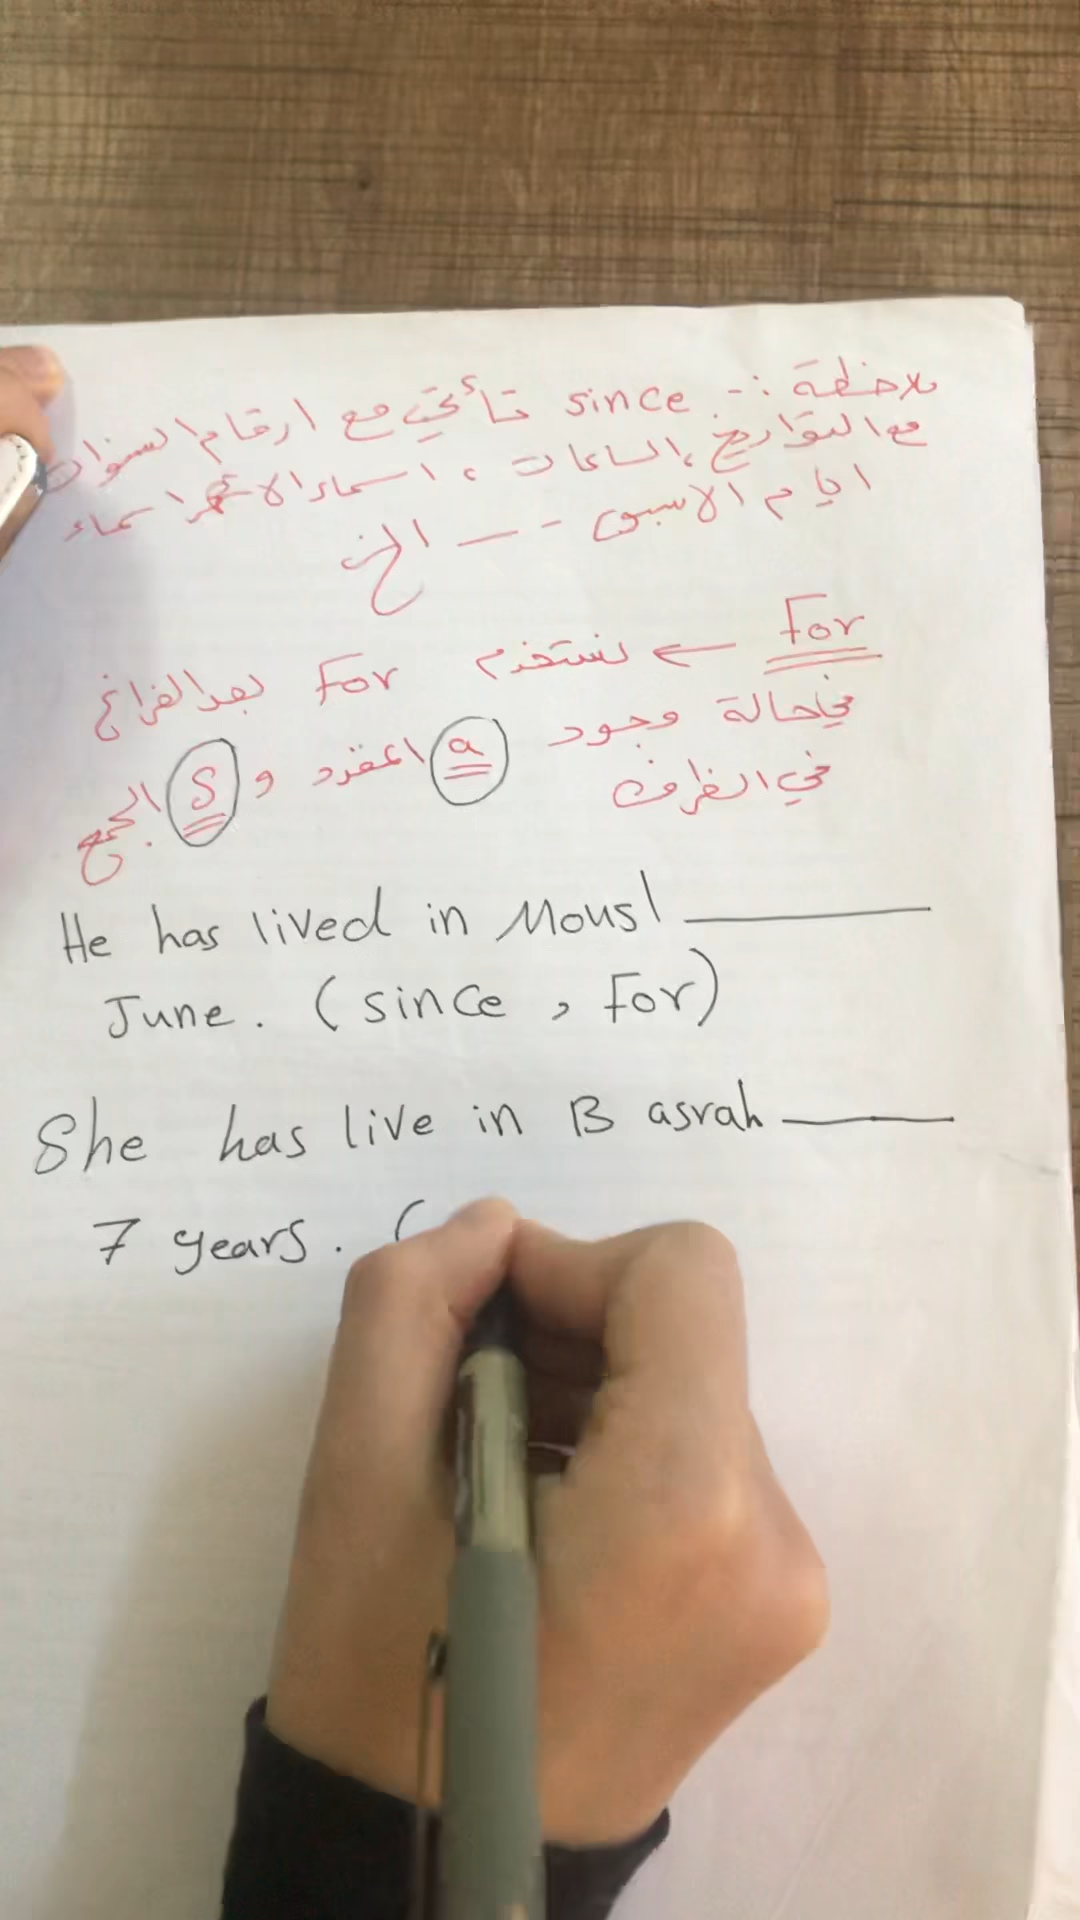 ملاحظة :- since تأتي مع ارقام السنوات
مع التواريخ، الساعات، اسماء الاشهر اسماء
ايام الاسبوع - - الخ
For ← نستخدم For بعد الفراغ
في حالة وجود a المفرد و S الجمع
في الظرف
He has lived in Mousl ______
June. (since , For)
She has live in Basrah ______
7 years. (